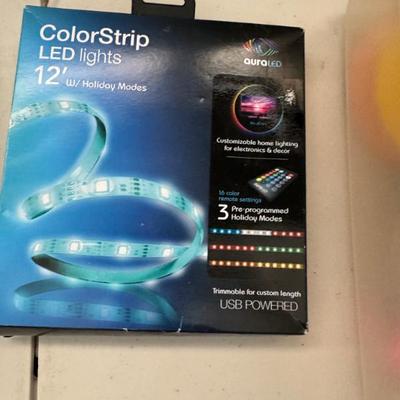 ColorStrip
LED lights
12' W/ Holiday Modes
auraLED
Customizable home lighting
for electronics & decor
16 color
remote settings
3 Pre-programmed
Holiday Modes
Trimmable for custom length
USB POWERED